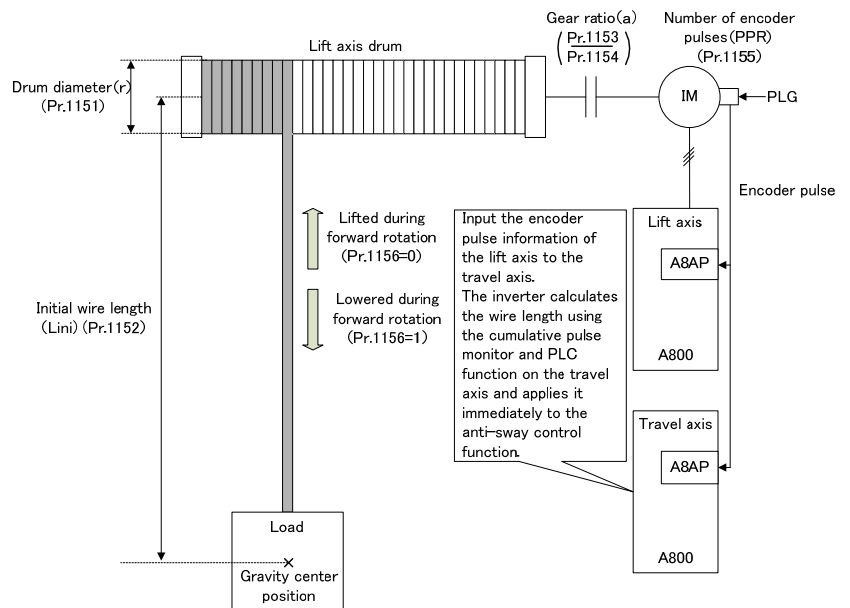 Gear ratio(a)
( Pr.1153
Pr.1154 )
Number of encoder
pulses(PPR)
(Pr.1155)
Lift axis drum
Drum diameter(r)
(Pr.1151)
IM
PLG
Encoder pulse
Lifted during
forward rotation
(Pr.1156=0)
Lowered during
forward rotation
(Pr.1156=1)
Initial wire length
(Lini) (Pr.1152)
Input the encoder
pulse information of
the lift axis to the
travel axis.
The inverter calculates
the wire length using
the cumulative pulse
monitor and PLC
function on the travel
axis and applies it
immediately to the
anti-sway control
function.
Lift axis
A8AP
A800
Travel axis
A8AP
A800
Load
Gravity center
position